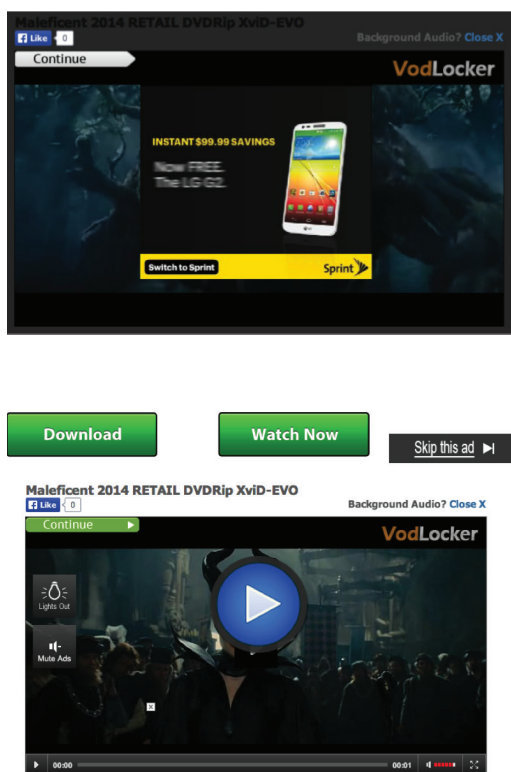 Maleficent 2014 RETAIL DVDRip XviD-EVO
Like 0
Background Audio? Close X
Continue
VodLocker
INSTANT $99.99 SAVINGS
Now FREE.
The LG G2.
LG
Switch to Sprint
Sprint
Download
Watch Now
Skip this ad
Maleficent 2014 RETAIL DVDRip XviD-EVO
Like 0
Background Audio? Close X
Continue
VodLocker
Lights Out
Mute Ads
x
00:00
00:01